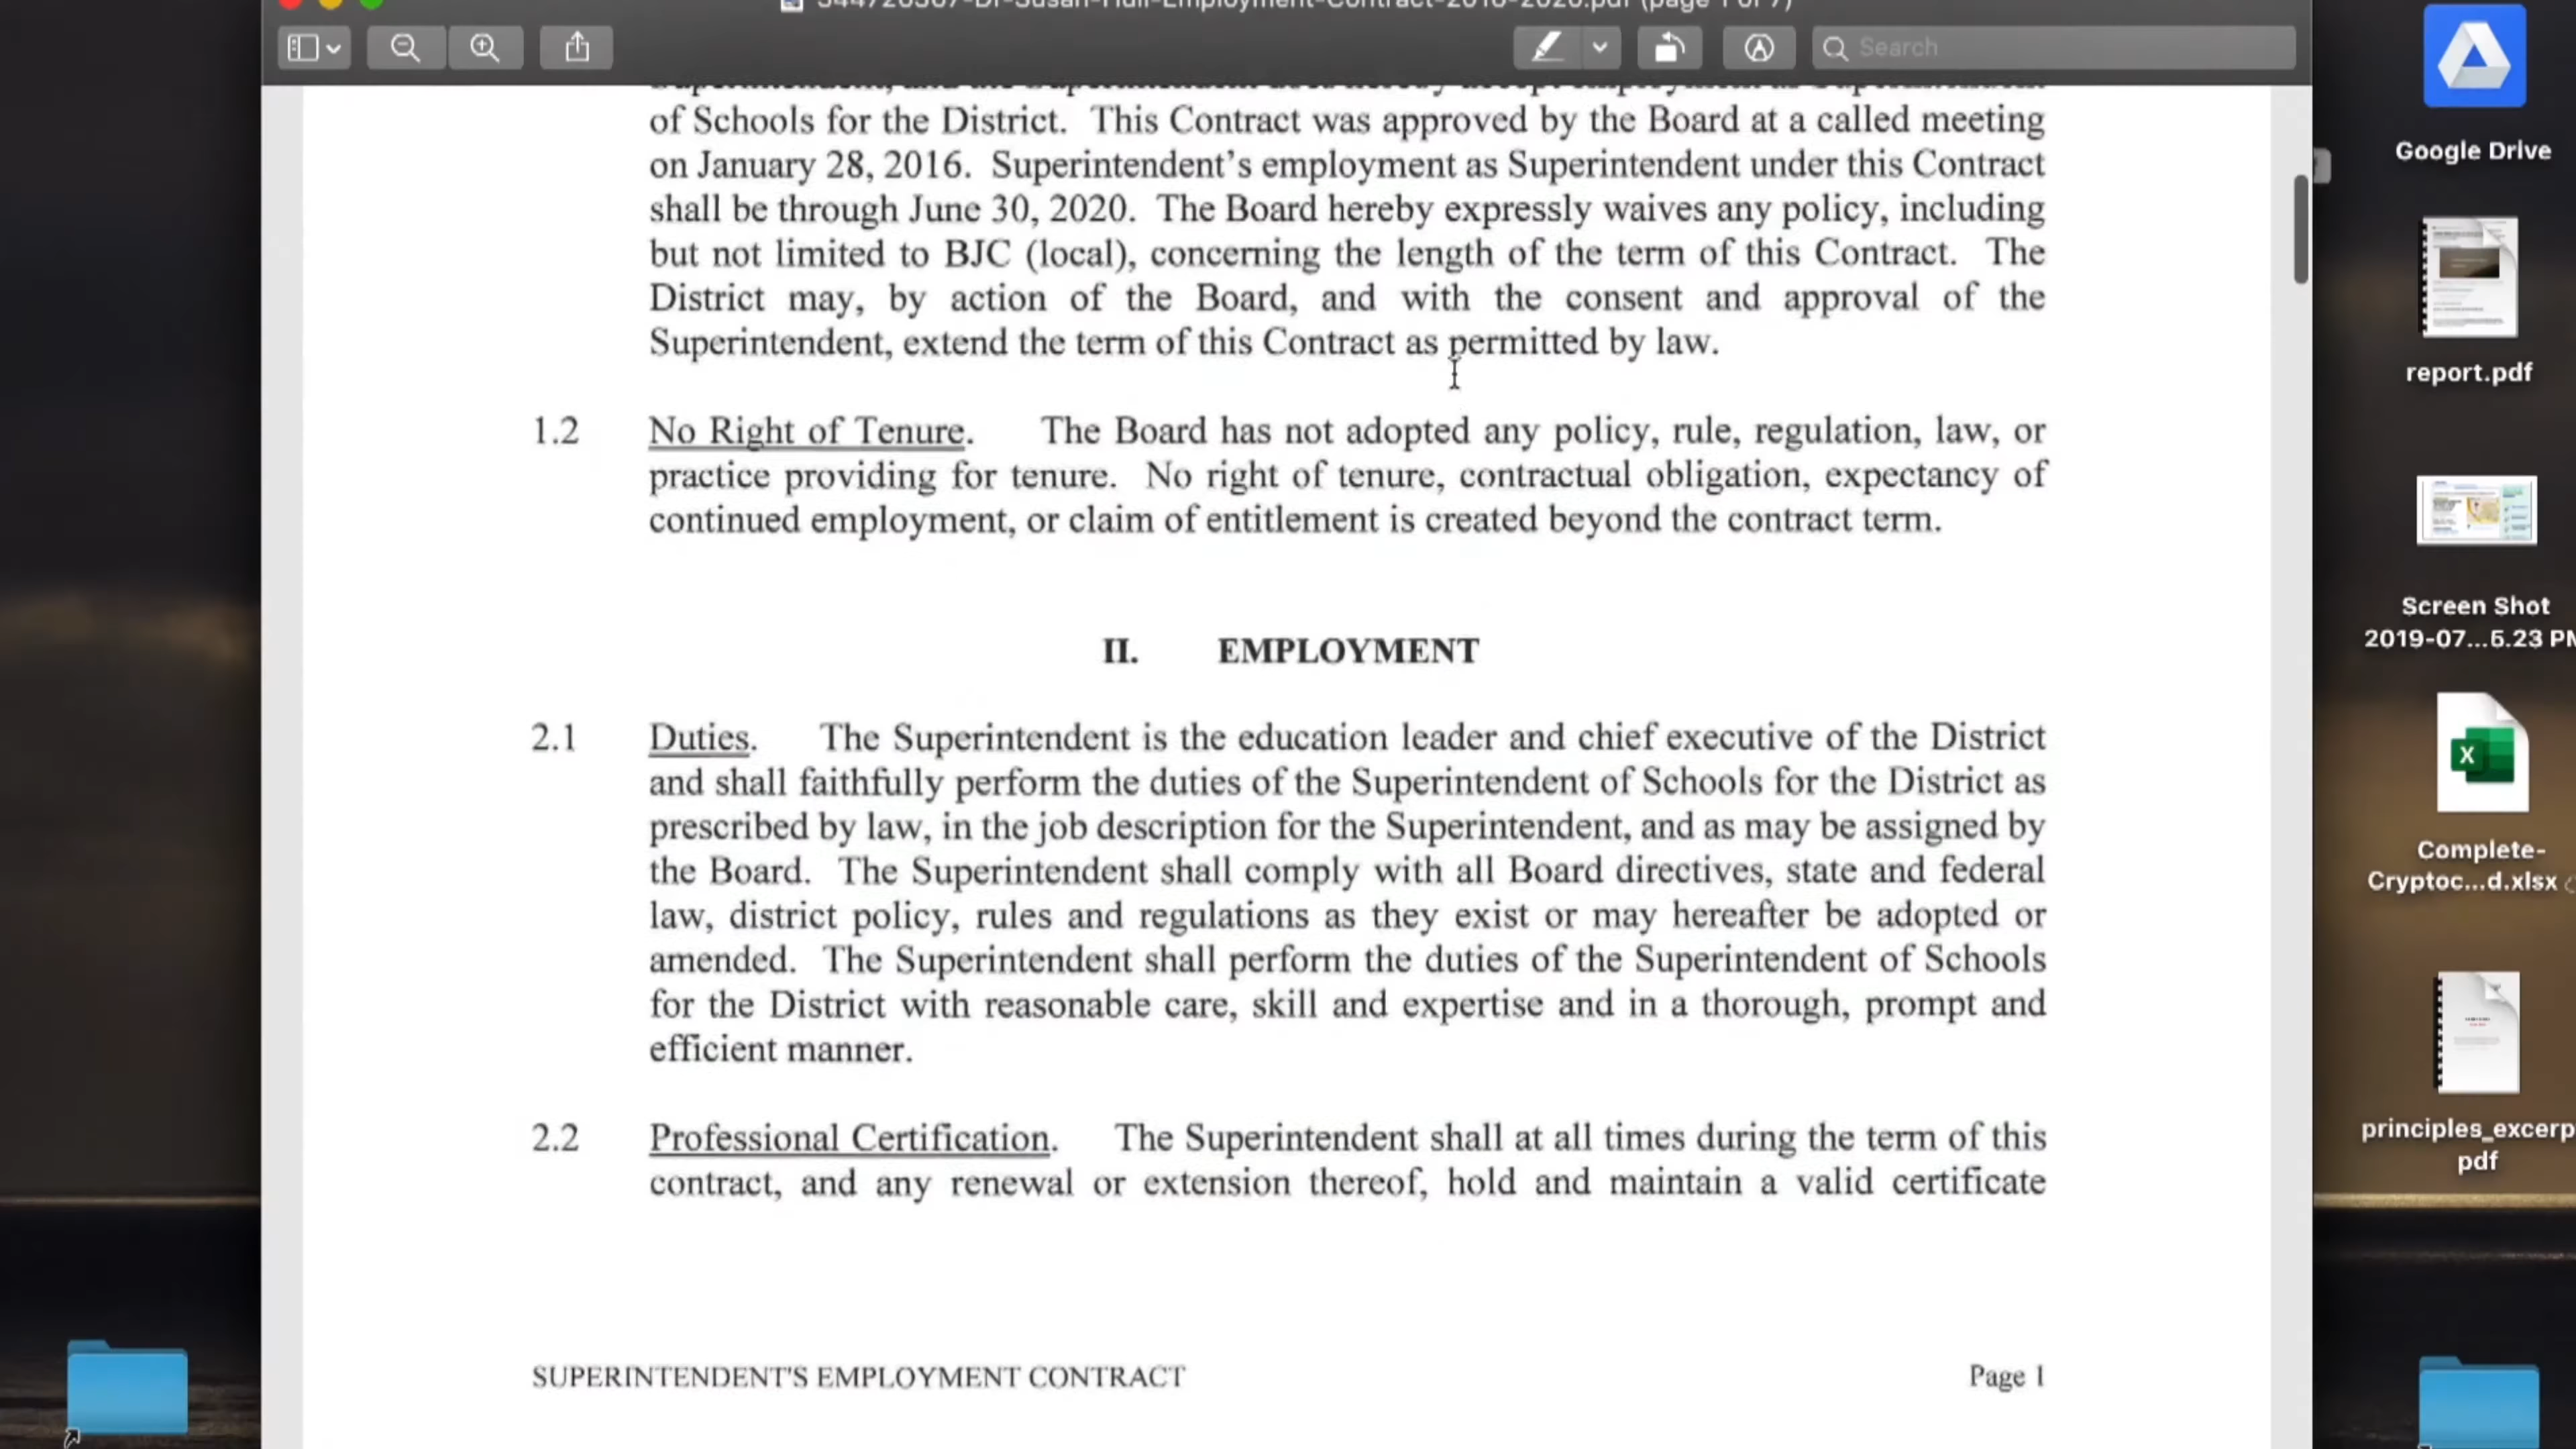 Search
of Schools for the District. This Contract was approved by the Board at a called meeting
on January 28, 2016. Superintendent's employment as Superintendent under this Contract
shall be through June 30, 2020. The Board hereby expressly waives any policy, including
but not limited to BJC (local), concerning the length of the term of this Contract. The
District may, by action of the Board, and with the consent and approval of the
Superintendent, extend the term of this Contract as permitted by law.
1.2 No Right of Tenure. The Board has not adopted any policy, rule, regulation, law, or
practice providing for tenure. No right of tenure, contractual obligation, expectancy of
continued employment, or claim of entitlement is created beyond the contract term.
II. EMPLOYMENT
2.1 Duties. The Superintendent is the education leader and chief executive of the District
and shall faithfully perform the duties of the Superintendent of Schools for the District as
prescribed by law, in the job description for the Superintendent, and as may be assigned by
the Board. The Superintendent shall comply with all Board directives, state and federal
law, district policy, rules and regulations as they exist or may hereafter be adopted or
amended. The Superintendent shall perform the duties of the Superintendent of Schools
for the District with reasonable care, skill and expertise and in a thorough, prompt and
efficient manner.
2.2 Professional Certification. The Superintendent shall at all times during the term of this
contract, and any renewal or extension thereof, hold and maintain a valid certificate
SUPERINTENDENT'S EMPLOYMENT CONTRACT Page 1
Google Drive
report.pdf
Screen Shot
2019-07...5.23 PM
X
Complete-
Cryptoc...d.xlsx
principles_excerp
pdf